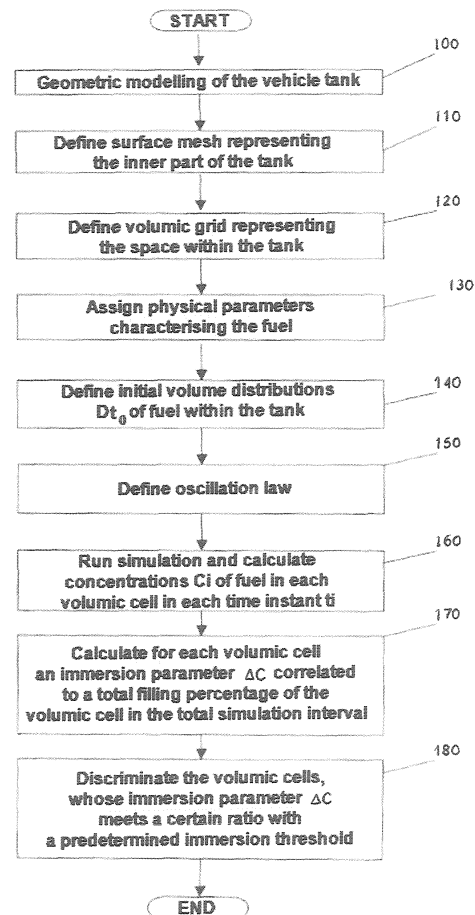 START
100
Geometric modelling of the vehicle tank
110
Define surface mesh representing
the inner part of the tank
120
Define volumic grid representing
the space within the tank
130
Assign physical parameters
characterising the fuel
140
Define initial volume distributions
Dt₀ of fuel within the tank
150
Define oscillation law
160
Run simulation and calculate
concentrations Ci of fuel in each
volumic cell in each time instant ti
170
Calculate for each volumic cell
an immersion parameter ΔC correlated
to a total filling percentage of the
volumic cell in the total simulation interval
180
Discriminate the volumic cells,
whose immersion parameter ΔC
meets a certain ratio with
a predetermined immersion threshold
END